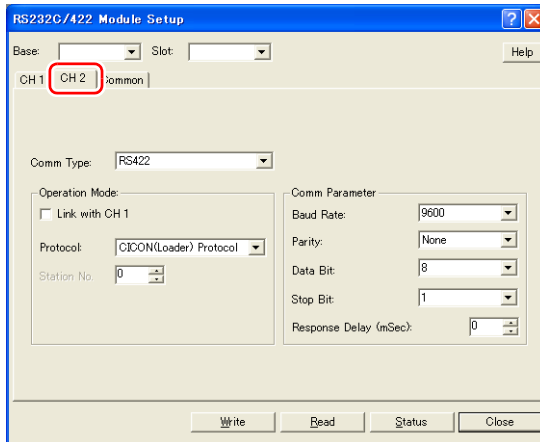 RS232C/422 Module Setup
Base: Slot: Help
CH 1 CH 2 Common
Comm Type: RS422
Operation Mode:
Link with CH 1
Protocol: CICON(Loader) Protocol
Station No. 0
Comm Parameter
Baud Rate: 9600
Parity: None
Data Bit: 8
Stop Bit: 1
Response Delay (mSec): 0
Write Read Status Close